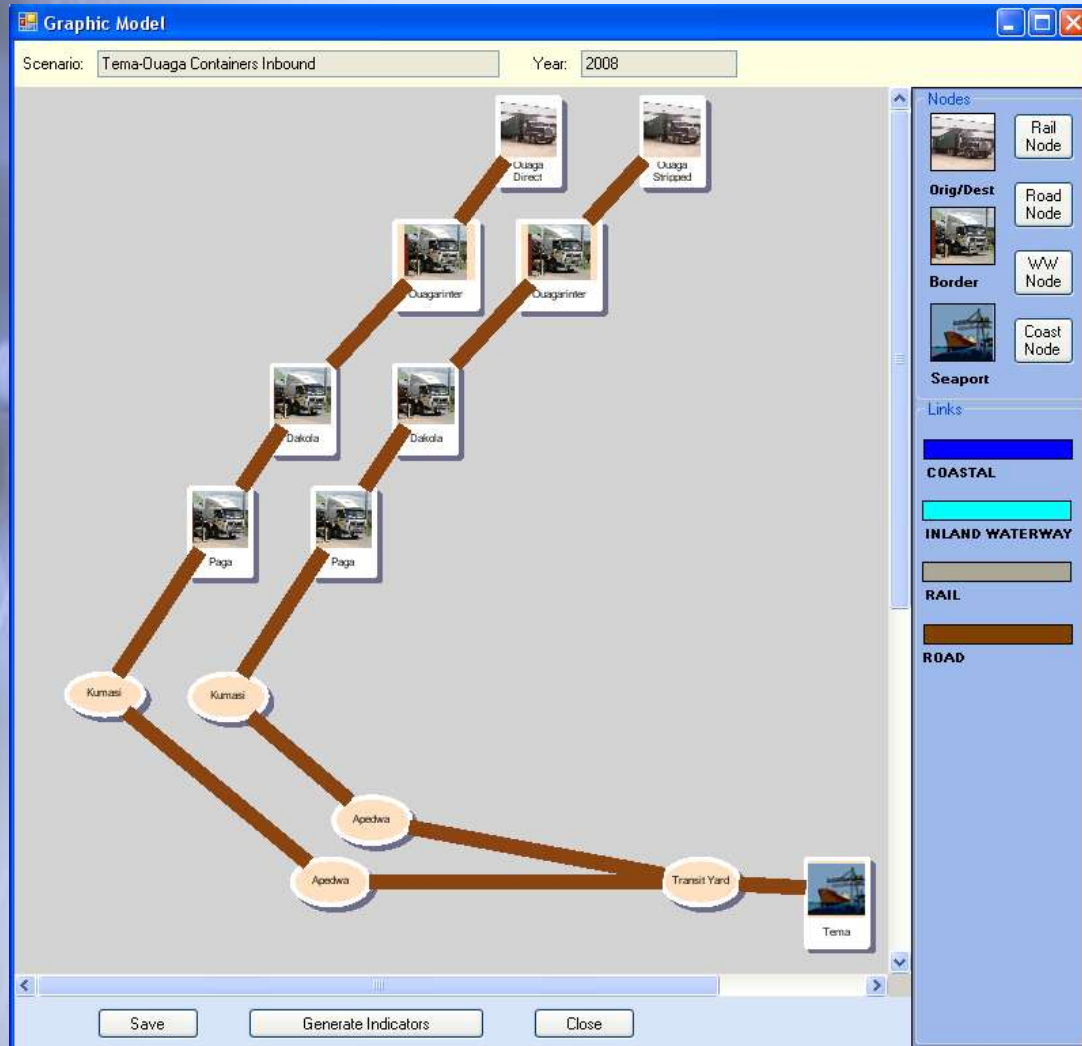 Graphic Model
Scenario: Tema-Ouaga Containers Inbound Year: 2008
Ouaga
Direct
Ouaga
Stripped
Ouagarinter
Ouagarinter
Dakola
Dakola
Paga
Paga
Kumasi
Kumasi
Apedwa
Apedwa
Transit Yard
Tema
Nodes
Rail
Node
Orig/Dest
Road
Node
Border
WW
Node
Coast
Node
Seaport
Links
COASTAL
INLAND WATERWAY
RAIL
ROAD
Save Generate Indicators Close